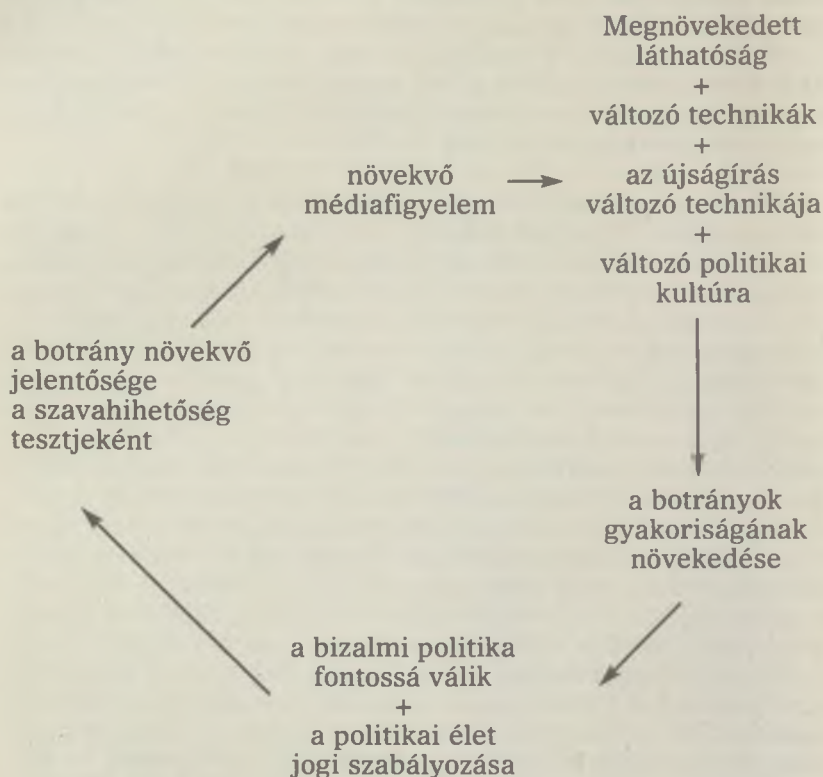 Megnövekedett
láthatóság
+
változó technikák
+
az újságírás
változó technikája
+
változó politikai
kultúra
a botrányok
gyakoriságának
növekedése
a bizalmi politika
fontossá válik
+
a politikai élet
jogi szabályozása
a botrány növekvő
jelentősége
a szavahihetőség
tesztjeként
növekvő
médiafigyelem